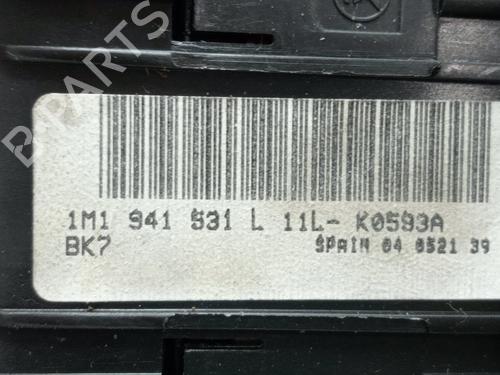 B-PARTS
1M1 941 531 L 11L- K0593A
BK7
SPAIN 04 0521 39